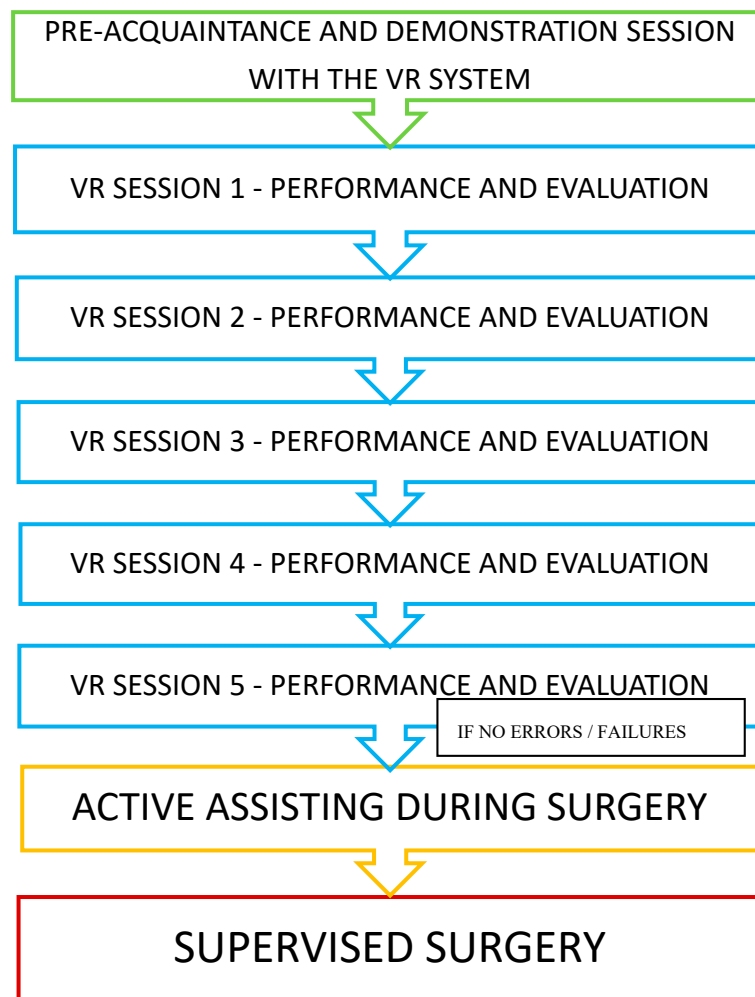 PRE-ACQUAINTANCE AND DEMONSTRATION SESSION
WITH THE VR SYSTEM
VR SESSION 1 - PERFORMANCE AND EVALUATION
VR SESSION 2 - PERFORMANCE AND EVALUATION
VR SESSION 3 - PERFORMANCE AND EVALUATION
VR SESSION 4 - PERFORMANCE AND EVALUATION
VR SESSION 5 - PERFORMANCE AND EVALUATION
IF NO ERRORS / FAILURES
ACTIVE ASSISTING DURING SURGERY
SUPERVISED SURGERY